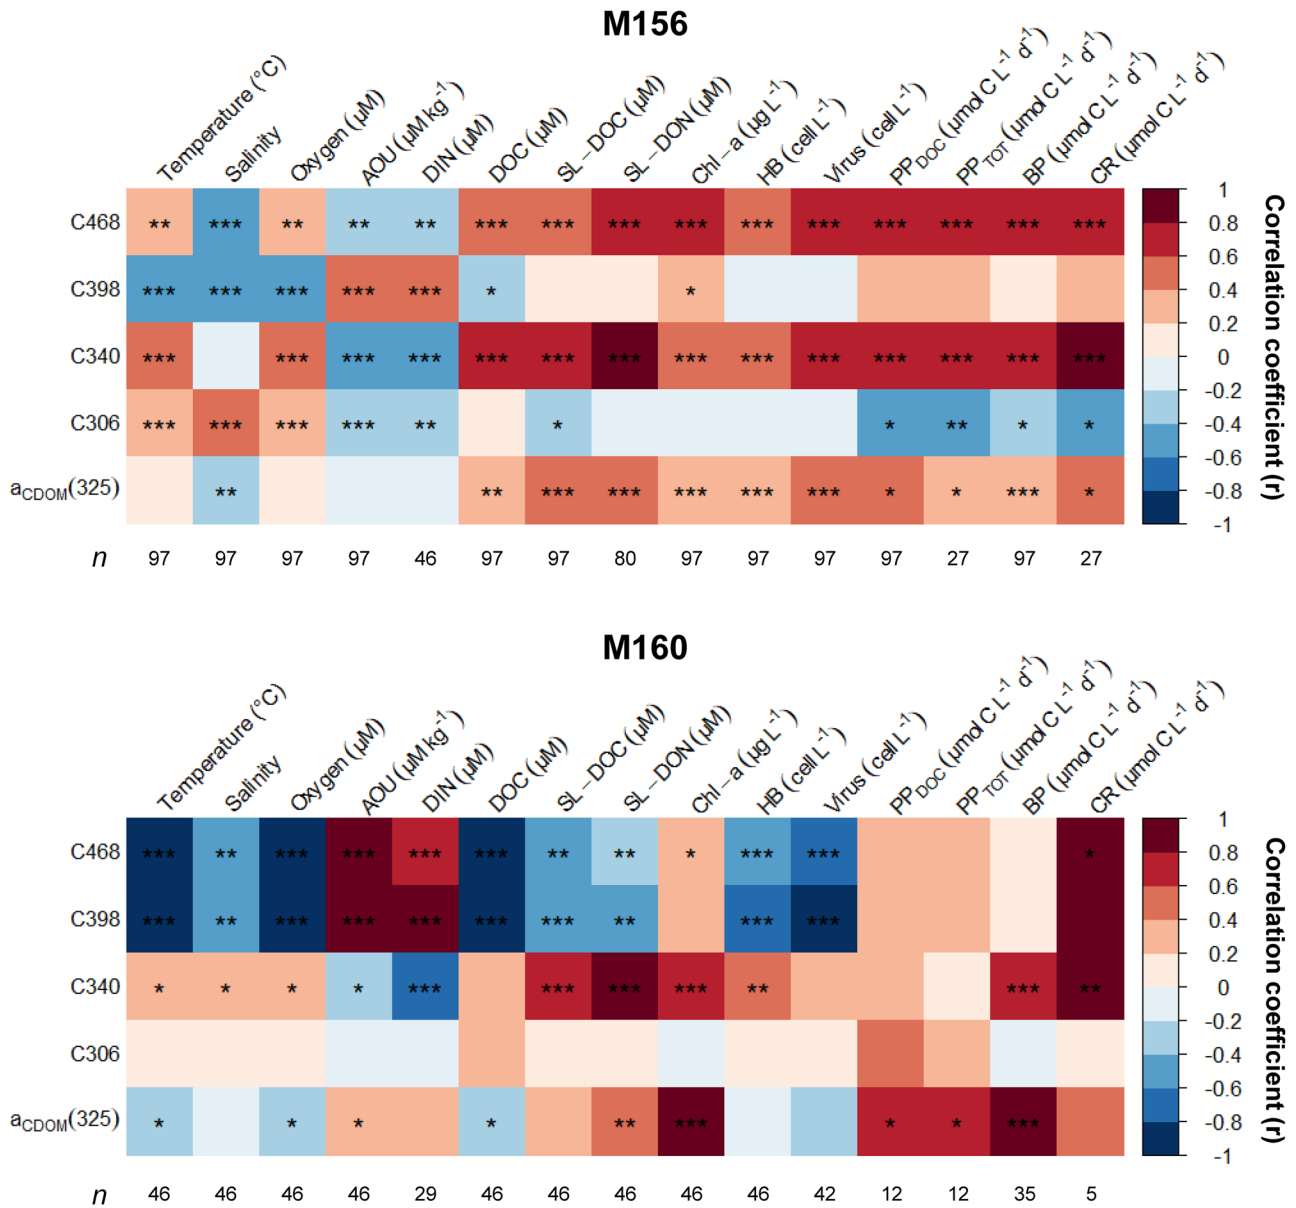 M156
Temperature (°C) Salinity Oxygen (µM) AOU (µM kg⁻¹) DIN (µM) DOC (µM) SL−DOC (µM) SL−DON (µM) Chl−a (µg L⁻¹) HB (cell L⁻¹) Virus (cell L⁻¹) PP_DOC (µmol C L⁻¹ d⁻¹) PP_TOT (µmol C L⁻¹ d⁻¹) BP (µmol C L⁻¹ d⁻¹) CR (µmol C L⁻¹ d⁻¹)
C468 ** *** ** ** ** *** *** *** *** *** *** *** *** *** ***
C398 *** *** *** *** *** * *
C340 *** *** *** *** *** *** *** *** *** *** *** *** *** ***
C306 *** *** *** *** ** * * ** * *
a_CDOM(325) ** ** *** *** *** *** *** * * *** *
n 97 97 97 97 46 97 97 80 97 97 97 97 27 97 27
1
0.8
0.6
0.4
0.2
0
-0.2
-0.4
-0.6
-0.8
-1
Correlation coefficient (r)
M160
Temperature (°C) Salinity Oxygen (µM) AOU (µM kg⁻¹) DIN (µM) DOC (µM) SL−DOC (µM) SL−DON (µM) Chl−a (µg L⁻¹) HB (cell L⁻¹) Virus (cell L⁻¹) PP_DOC (µmol C L⁻¹ d⁻¹) PP_TOT (µmol C L⁻¹ d⁻¹) BP (µmol C L⁻¹ d⁻¹) CR (µmol C L⁻¹ d⁻¹)
C468 *** ** *** *** *** *** ** ** * *** *** *
C398 *** ** *** *** *** *** *** ** *** ***
C340 * * * * *** *** *** *** ** *** **
C306
a_CDOM(325) * * * * ** *** * * ***
n 46 46 46 46 29 46 46 46 46 46 42 12 12 35 5
1
0.8
0.6
0.4
0.2
0
-0.2
-0.4
-0.6
-0.8
-1
Correlation coefficient (r)